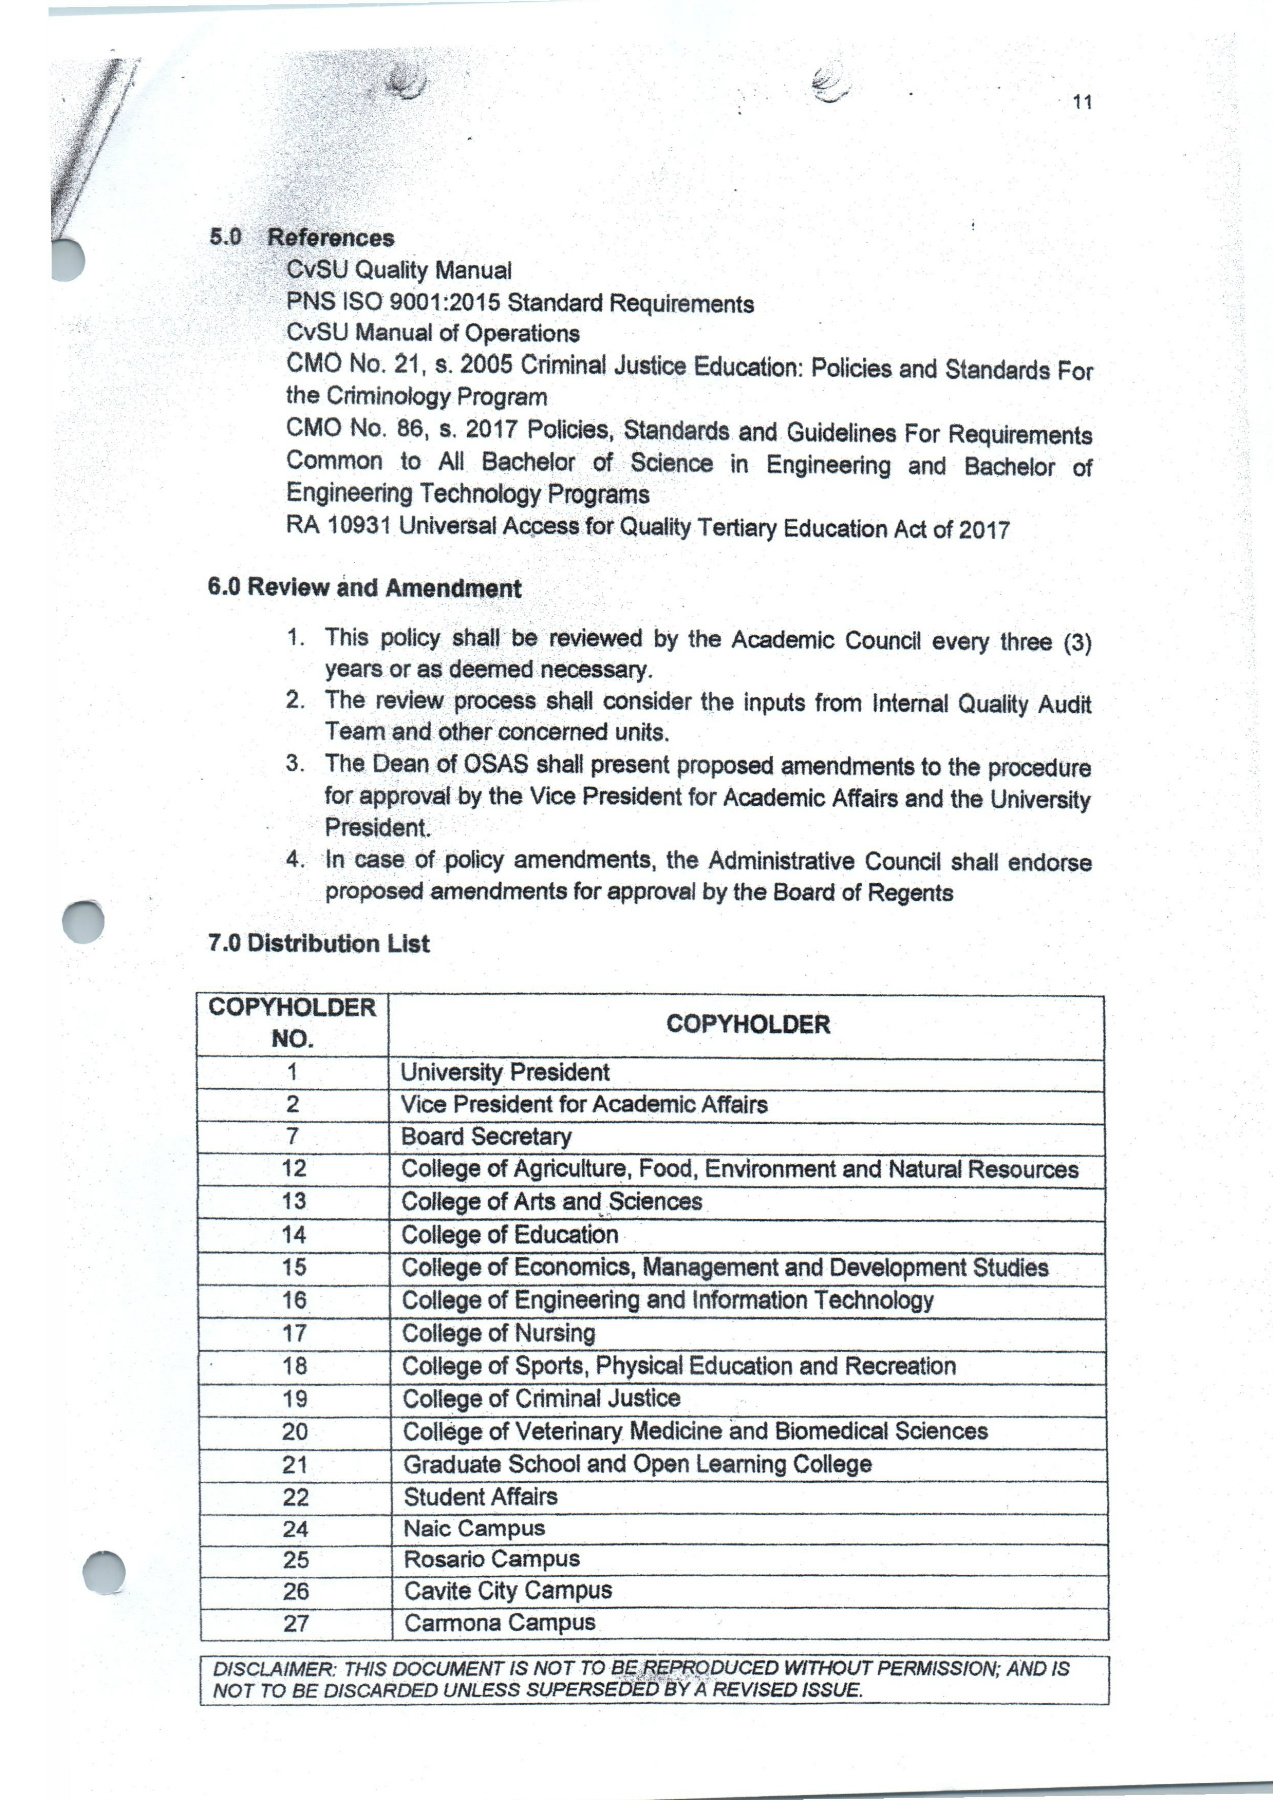 11
5.0 References
CvSU Quality Manual
PNS ISO 9001:2015 Standard Requirements
CvSU Manual of Operations
CMO No. 21, s. 2005 Criminal Justice Education: Policies and Standards For
the Criminology Program
CMO No. 86, s. 2017 Policies, Standards and Guidelines For Requirements
Common to All Bachelor of Science in Engineering and Bachelor of
Engineering Technology Programs
RA 10931 Universal Access for Quality Tertiary Education Act of 2017
6.0 Review and Amendment
1. This policy shall be reviewed by the Academic Council every three (3)
years or as deemed necessary.
2. The review process shall consider the inputs from Internal Quality Audit
Team and other concerned units.
3. The Dean of OSAS shall present proposed amendments to the procedure
for approval by the Vice President for Academic Affairs and the University
President.
4. In case of policy amendments, the Administrative Council shall endorse
proposed amendments for approval by the Board of Regents
7.0 Distribution List
COPYHOLDER
NO.
COPYHOLDER
1 University President
2 Vice President for Academic Affairs
7 Board Secretary
12 College of Agriculture, Food, Environment and Natural Resources
13 College of Arts and Sciences
14 College of Education
15 College of Economics, Management and Development Studies
16 College of Engineering and Information Technology
17 College of Nursing
18 College of Sports, Physical Education and Recreation
19 College of Criminal Justice
20 College of Veterinary Medicine and Biomedical Sciences
21 Graduate School and Open Learning College
22 Student Affairs
24 Naic Campus
25 Rosario Campus
26 Cavite City Campus
27 Carmona Campus
DISCLAIMER: THIS DOCUMENT IS NOT TO BE REPRODUCED WITHOUT PERMISSION; AND IS
NOT TO BE DISCARDED UNLESS SUPERSEDED BY A REVISED ISSUE.